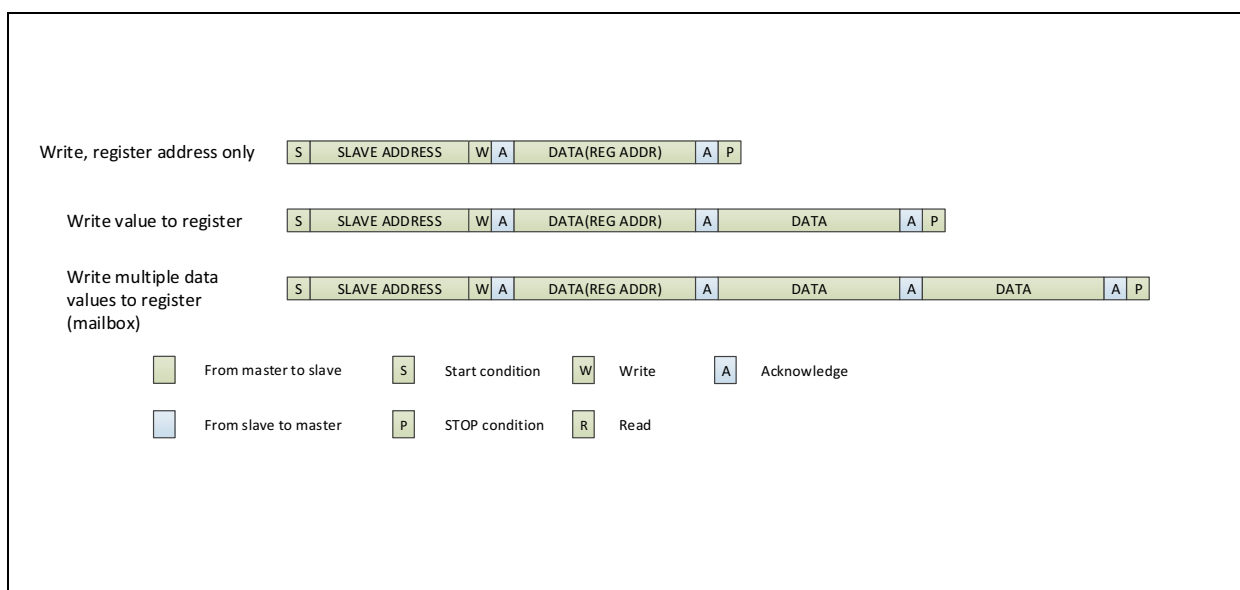 Write, register address only S SLAVE ADDRESS W A DATA(REG ADDR) A P
Write value to register S SLAVE ADDRESS W A DATA(REG ADDR) A DATA A P
Write multiple data
values to register
(mailbox)
S SLAVE ADDRESS W A DATA(REG ADDR) A DATA A DATA A P
From master to slave S Start condition W Write A Acknowledge
From slave to master P STOP condition R Read